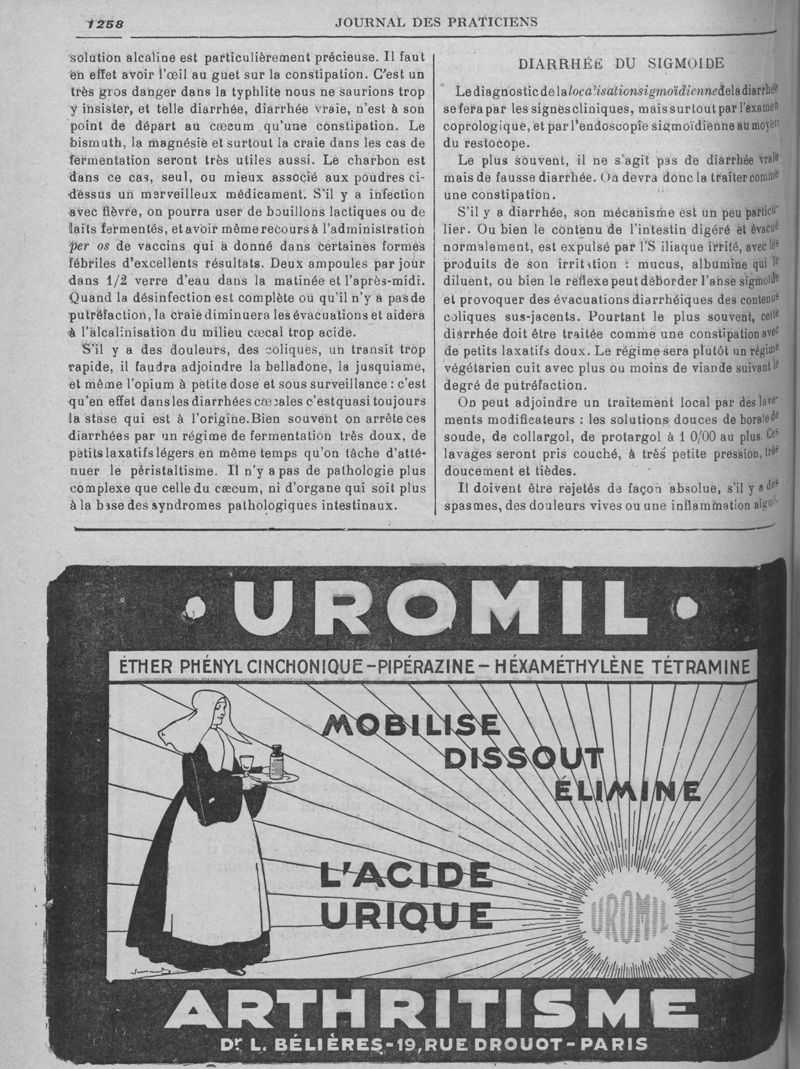 1258
JOURNAL DES PRATICIENS
solution alcaline est particulièrement précieuse. Il faut
en effet avoir l'œil au guet sur la constipation. C'est un
très gros danger dans la typhlite nous ne saurions trop
y insister, et telle diarrhée, diarrhée vraie, n'est à son
point de départ au cæcum qu'une constipation. Le
bismuth, la magnésie et surtout la craie dans les cas de
fermentation seront très utiles aussi. Le charbon est
dans ce cas, seul, ou mieux associé aux poudres ci-
dessus un merveilleux médicament. S'il y a infection
avec fièvre, on pourra user de bouillons lactiques ou de
laits fermentés, et avoir même recours à l'administration
per os de vaccins qui a donné dans certaines formes
fébriles d'excellents résultats. Deux ampoules par jour
dans 1/2 verre d'eau dans la matinée et l'après-midi.
Quand la désinfection est complète ou qu'il n'y a pas de
putréfaction, la craie diminuera les évacuations et aidera
à l'alcalinisation du milieu cæcal trop acide.
S'il y a des douleurs, des coliques, un transit trop
rapide, il faudra adjoindre la belladone, la jusquiame,
et même l'opium à petite dose et sous surveillance : c'est
qu'en effet dans les diarrhées cæcales c'est quasi toujours
la stase qui est à l'origine. Bien souvent on arrête ces
diarrhées par un régime de fermentation très doux, de
petits laxatifs légers en même temps qu'on tâche d'atté-
nuer le péristaltisme. Il n'y a pas de pathologie plus
complexe que celle du cæcum, ni d'organe qui soit plus
à la base des syndromes pathologiques intestinaux.
DIARRHÉE DU SIGMOIDE
Le diagnostic de la loca'isation sigmoïdienne de la diarrhée
se fera par les signes cliniques, mais surtout par l'examen
coprologique, et par l'endoscopie sigmoïdienne au moyen
du restocope.
Le plus souvent, il ne s'agit pas de diarrhée vraie
mais de fausse diarrhée. On devra donc la traiter comme
une constipation.
S'il y a diarrhée, son mécanisme est un peu particu-
lier. Ou bien le contenu de l'intestin digéré et évacué
normalement, est expulsé par l'S iliaque irrité, avec les
produits de son irritation : mucus, albumine qui le
diluent, ou bien le réflexe peut déborder l'anse sigmoïde
et provoquer des évacuations diarrhéiques des contenus
coliques sus-jacents. Pourtant le plus souvent, cette
diarrhée doit être traitée comme une constipation avec
de petits laxatifs doux. Le régime sera plutôt un régime
végétarien cuit avec plus ou moins de viande suivant le
degré de putréfaction.
On peut adjoindre un traitement local par des lave-
ments modificateurs : les solutions douces de borate de
soude, de collargol, de protargol à 1 0/00 au plus. Ces
lavages seront pris couché, à très petite pression, très
doucement et tièdes.
Il doivent être rejetés de façon absolue, s'il y a des
spasmes, des douleurs vives ou une inflammation aiguë.
UROMIL
ÉTHER PHÉNYL CINCHONIQUE - PIPÉRAZINE - HÉXAMÉTHYLÈNE TÉTRAMINE
MOBILISE
DISSOUT
ÉLIMINE
L'ACIDE
URIQUE
UROMIL
ARTHRITISME
Dr L. BÉLIÈRES - 19, RUE DROUOT - PARIS